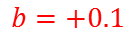 b = +0.1